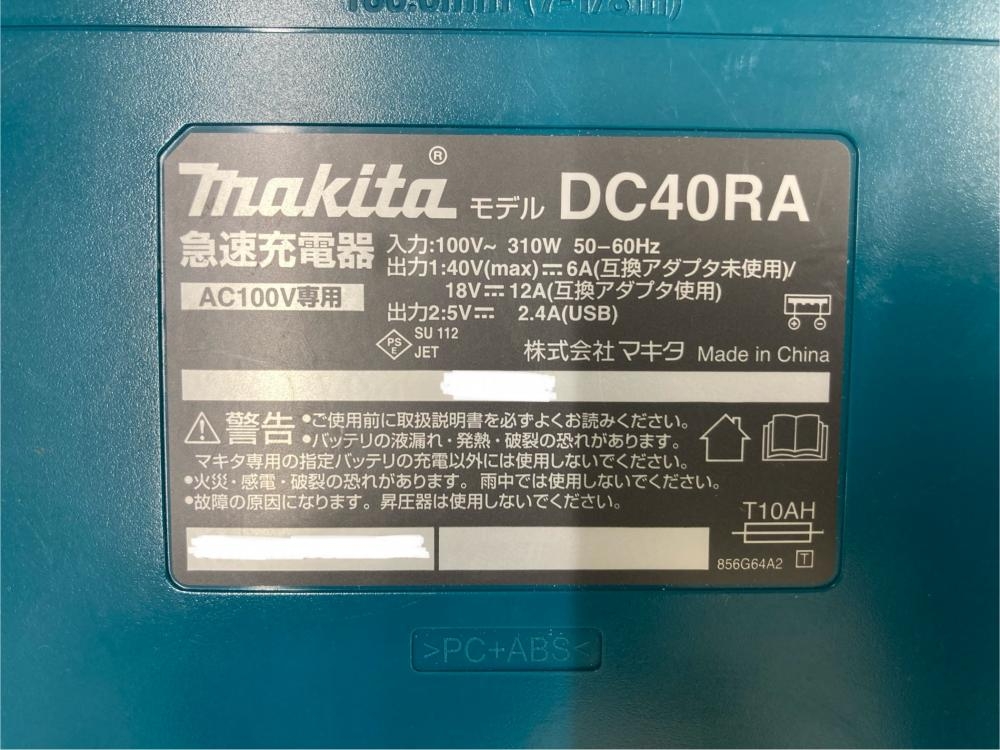 makita® モデル DC40RA
急速充電器
AC100V専用
入力:100V~ 310W 50-60Hz
出力1:40V(max)⎓6A(互換アダプタ未使用)/
18V⎓12A(互換アダプタ使用)
出力2:5V⎓ 2.4A(USB)
PSE SU 112
JET
株式会社 マキタ Made in China
⚠警告 •ご使用前に取扱説明書を必ずよくお読みください。
•バッテリの液漏れ・発熱・破裂の恐れがあります。
マキタ専用の指定バッテリの充電以外には使用しないでください。
•火災・感電・破裂の恐れがあります。雨中では使用しないでください。
•故障の原因になります。昇圧器は使用しないでください。
T10AH
856G64A2 T
>PC+ABS<